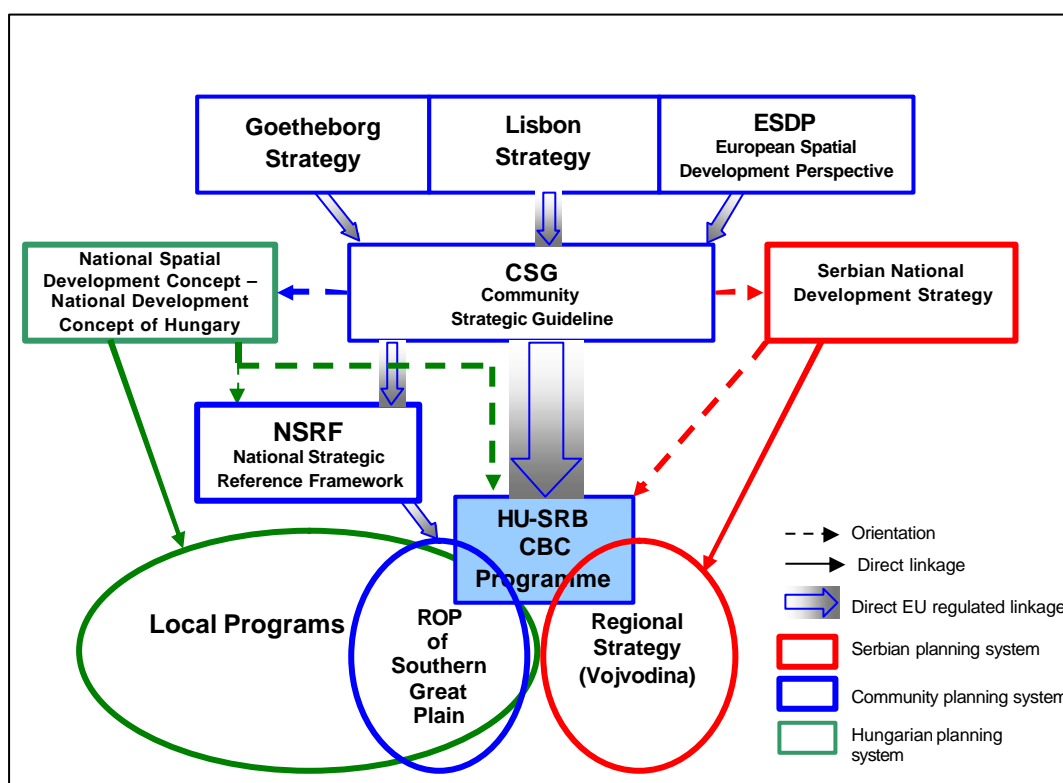 Goetheborg
Strategy
Lisbon
Strategy
ESDP
European Spatial
Development Perspective
National Spatial
Development Concept –
National Development
Concept of Hungary
CSG
Community
Strategic Guideline
Serbian National
Development Strategy
NSRF
National Strategic
Reference Framework
HU-SRB
CBC
Programme
Local Programs
ROP
of
Southern
Great
Plain
Regional
Strategy
(Vojvodina)
Orientation
Direct linkage
Direct EU regulated linkage
Serbian planning system
Community planning system
Hungarian planning
system